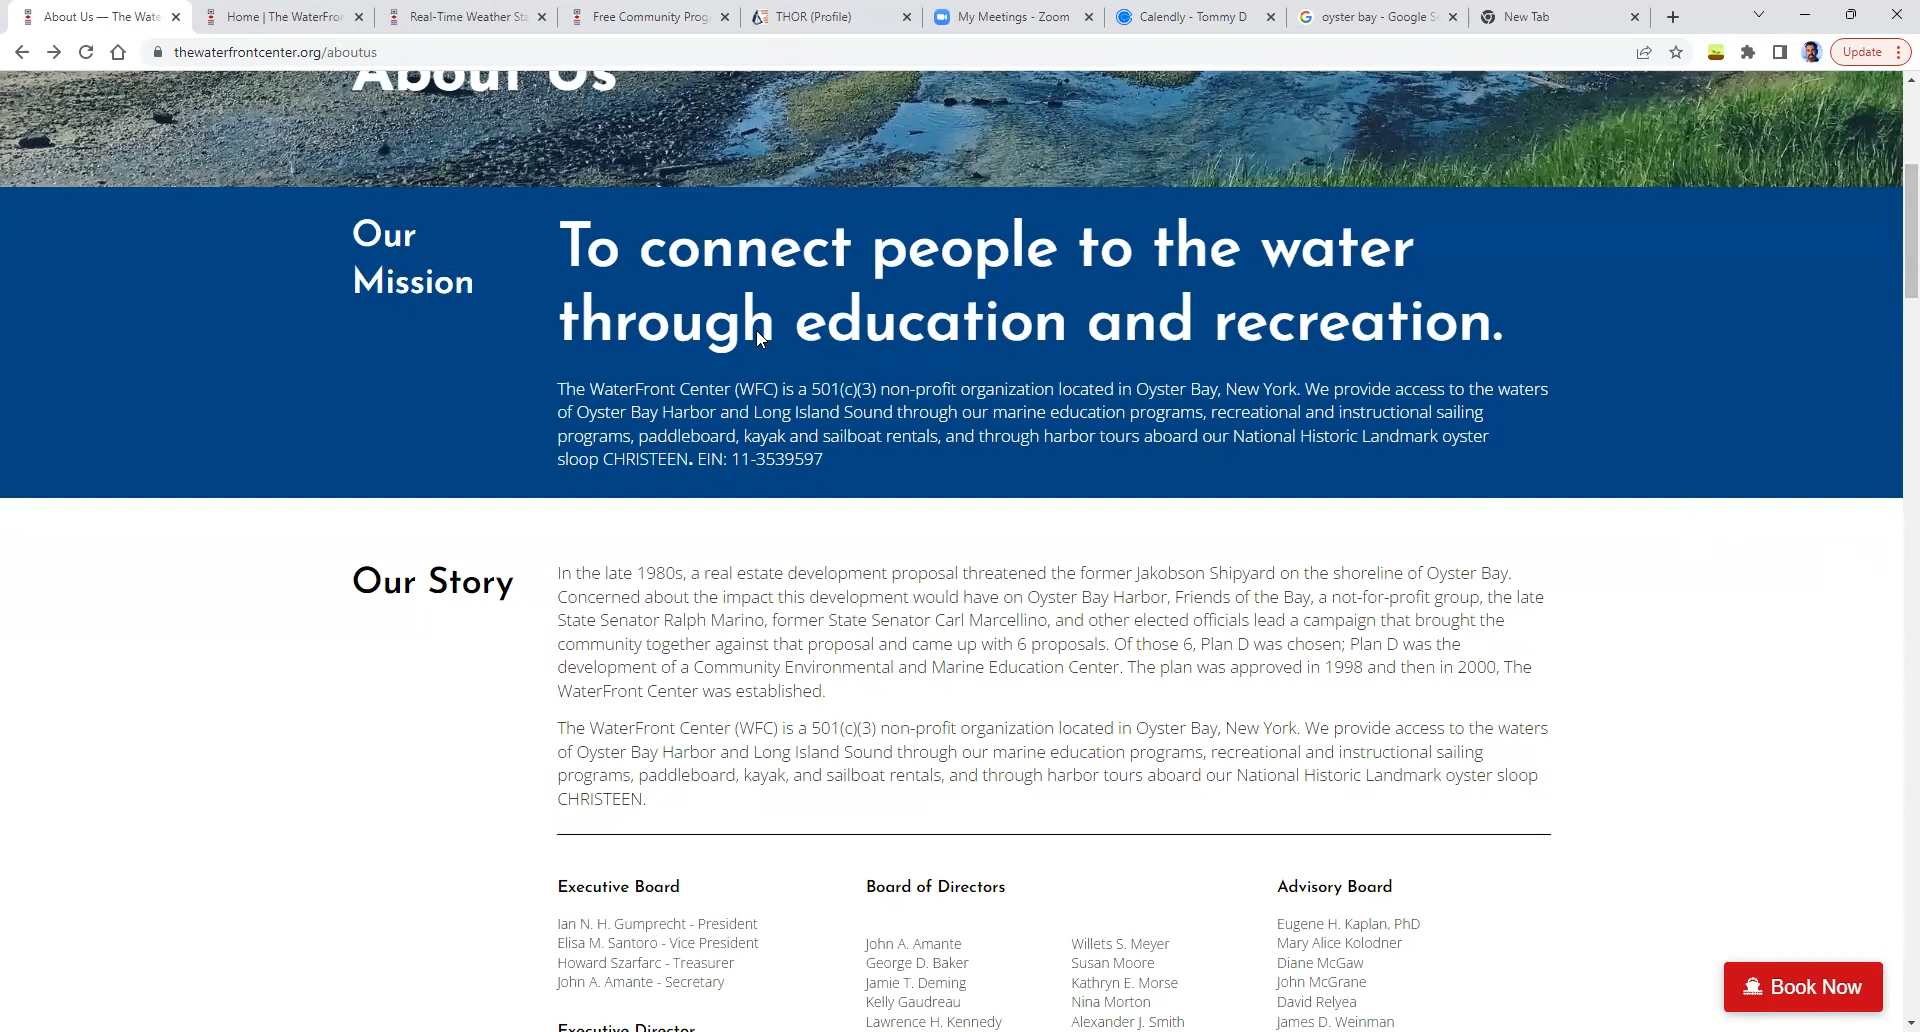 About Us — The Wate
Home | The WaterFron
Real-Time Weather Sta
Free Community Prog
THOR (Profile)
My Meetings - Zoom
Calendly - Tommy D
oyster bay - Google S
New Tab
thewaterfrontcenter.org/aboutus
Update
About Us
Our
Mission
To connect people to the water
through education and recreation.
The WaterFront Center (WFC) is a 501(c)(3) non-profit organization located in Oyster Bay, New York. We provide access to the waters
of Oyster Bay Harbor and Long Island Sound through our marine education programs, recreational and instructional sailing
programs, paddleboard, kayak and sailboat rentals, and through harbor tours aboard our National Historic Landmark oyster
sloop CHRISTEEN. EIN: 11-3539597
Our Story
In the late 1980s, a real estate development proposal threatened the former Jakobson Shipyard on the shoreline of Oyster Bay.
Concerned about the impact this development would have on Oyster Bay Harbor, Friends of the Bay, a not-for-profit group, the late
State Senator Ralph Marino, former State Senator Carl Marcellino, and other elected officials lead a campaign that brought the
community together against that proposal and came up with 6 proposals. Of those 6, Plan D was chosen; Plan D was the
development of a Community Environmental and Marine Education Center. The plan was approved in 1998 and then in 2000, The
WaterFront Center was established.
The WaterFront Center (WFC) is a 501(c)(3) non-profit organization located in Oyster Bay, New York. We provide access to the waters
of Oyster Bay Harbor and Long Island Sound through our marine education programs, recreational and instructional sailing
programs, paddleboard, kayak, and sailboat rentals, and through harbor tours aboard our National Historic Landmark oyster sloop
CHRISTEEN.
Executive Board
Ian N. H. Gumprecht - President
Elisa M. Santoro - Vice President
Howard Szarfarc - Treasurer
John A. Amante - Secretary
Executive Director
Board of Directors
John A. Amante
George D. Baker
Jamie T. Deming
Kelly Gaudreau
Lawrence H. Kennedy
Willets S. Meyer
Susan Moore
Kathryn E. Morse
Nina Morton
Alexander J. Smith
Advisory Board
Eugene H. Kaplan, PhD
Mary Alice Kolodner
Diane McGaw
John McGrane
David Relyea
James D. Weinman
Book Now